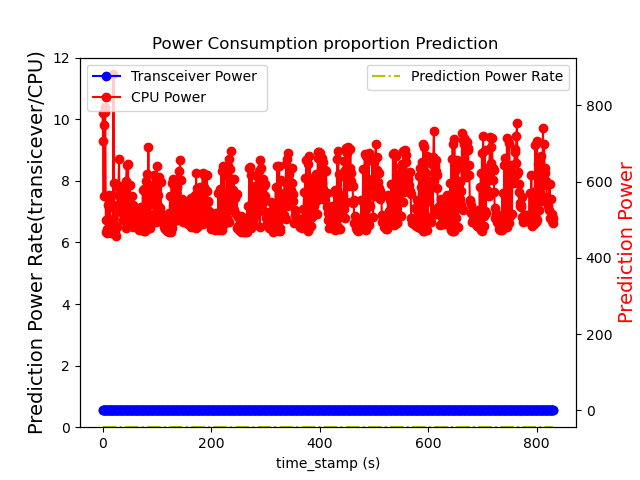 Power Consumption proportion Prediction
Transceiver Power
CPU Power
Prediction Power Rate
12
10
8
6
4
2
0
Prediction Power Rate(transicever/CPU)
800
600
400
200
0
Prediction Power
0 200 400 600 800
time_stamp (s)